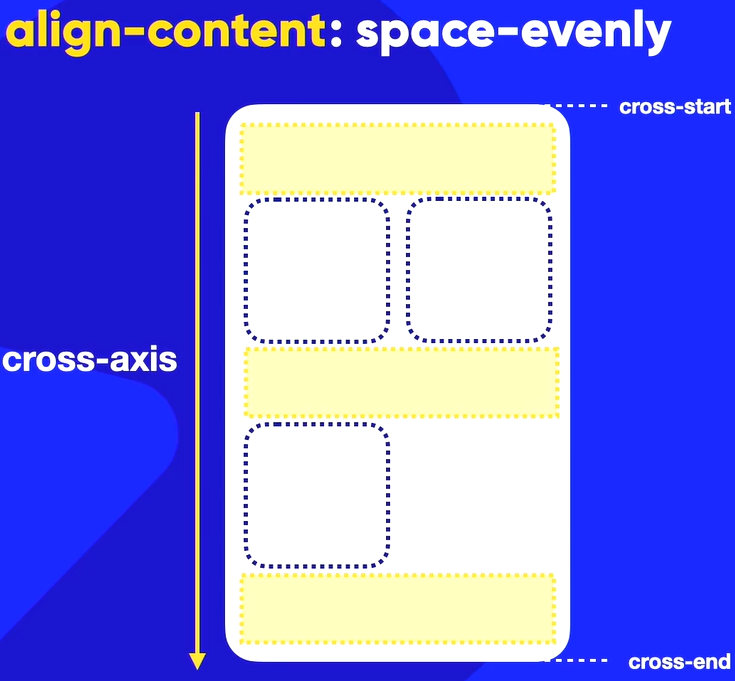 align-content: space-evenly
cross-start
cross-axis
cross-end